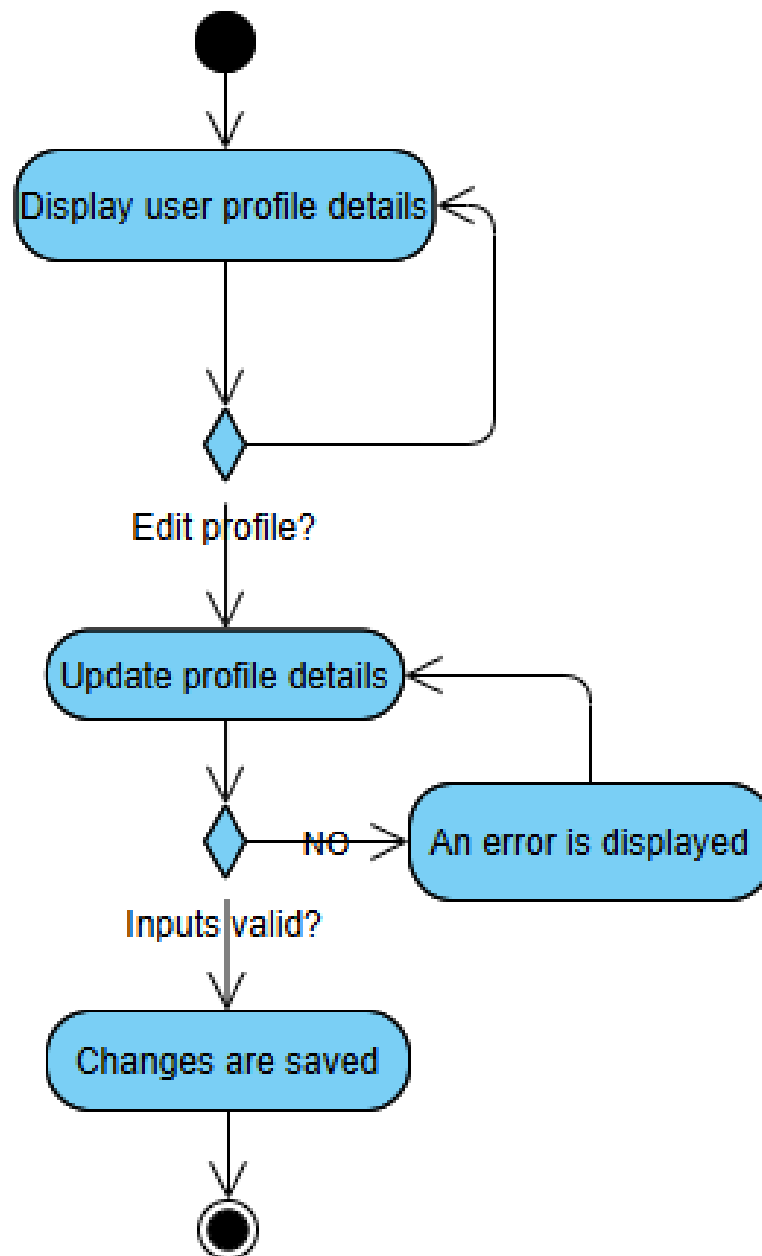 Display user profile details
Edit profile?
Update profile details
NO
An error is displayed
Inputs valid?
Changes are saved